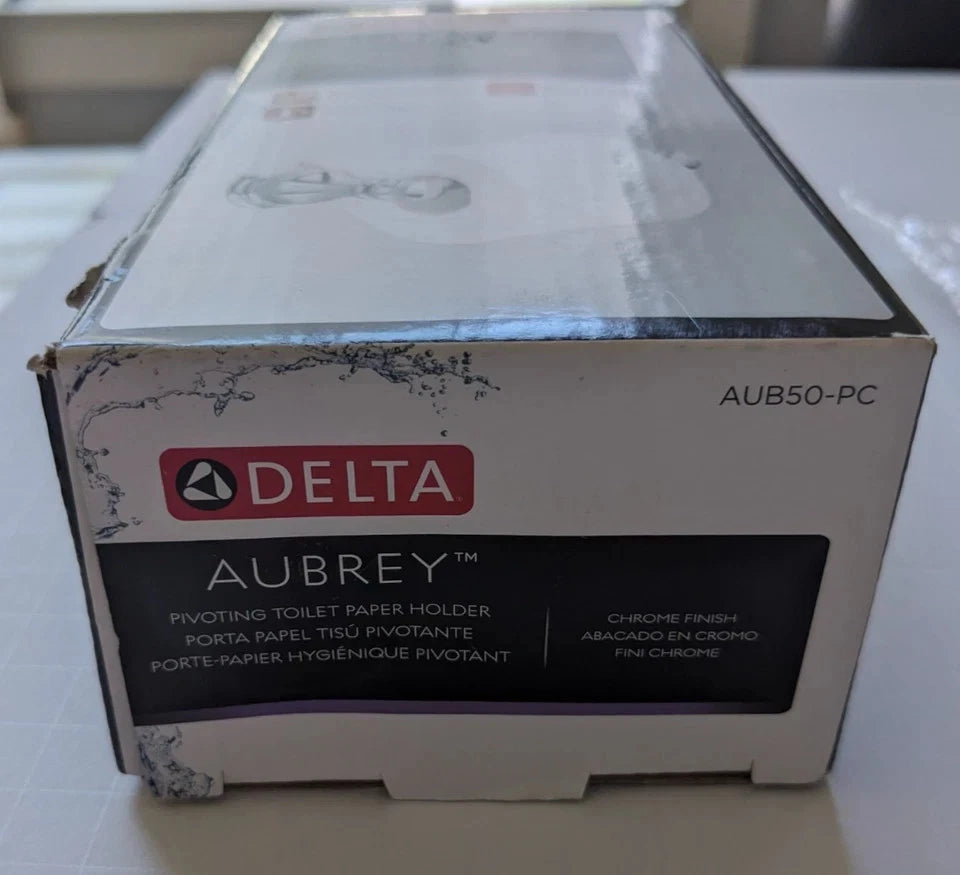 AUB50-PC
DELTA
AUBREY™
PIVOTING TOILET PAPER HOLDER
PORTA PAPEL TISÚ PIVOTANTE
PORTE-PAPIER HYGIÉNIQUE PIVOTANT
CHROME FINISH
ABACADO EN CROMO
FINI CHROME